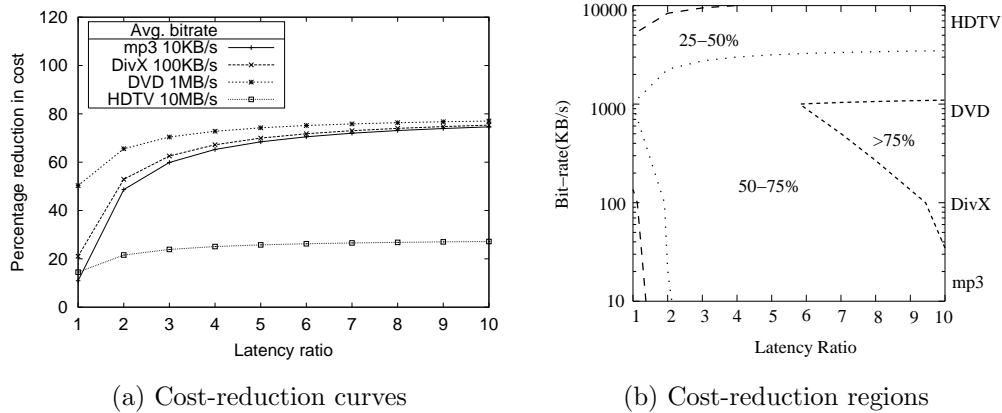 120
100
80
60
40
20
0
Percentage reduction in cost
Avg. bitrate
mp3 10KB/s
DivX 100KB/s
DVD 1MB/s
HDTV 10MB/s
1 2 3 4 5 6 7 8 9 10
Latency ratio
(a) Cost-reduction curves
10000
1000
100
10
Bit-rate(KB/s)
25-50%
50-75%
>75%
HDTV
DVD
DivX
mp3
1 2 3 4 5 6 7 8 9 10
Latency Ratio
(b) Cost-reduction regions